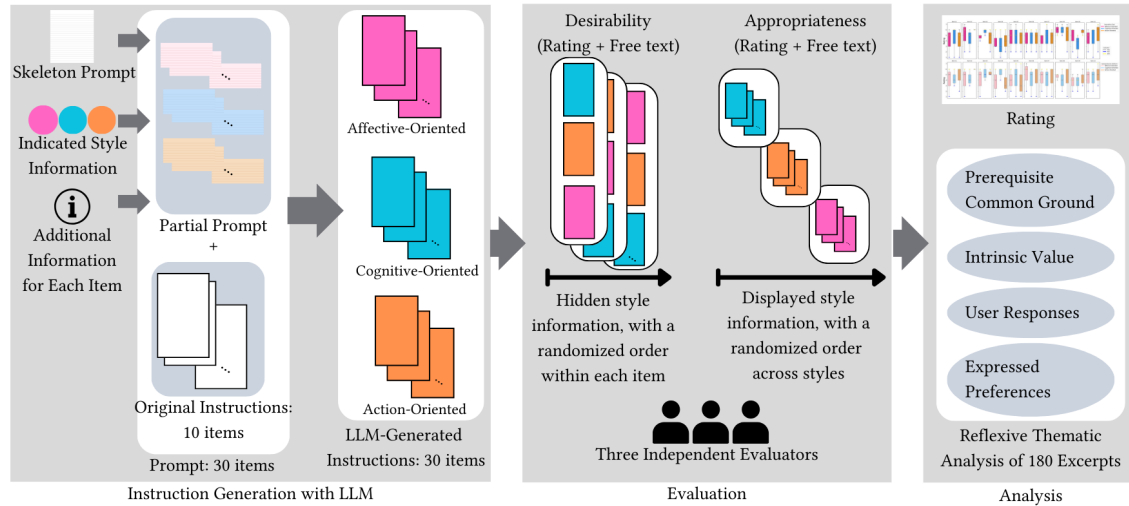 Skeleton Prompt
Indicated Style
Information
Additional
Information
for Each Item
Partial Prompt
+
Original Instructions:
10 items
Prompt: 30 items
Affective-Oriented
Cognitive-Oriented
Action-Oriented
LLM-Generated
Instructions: 30 items
Instruction Generation with LLM
Desirability
(Rating + Free text)
Appropriateness
(Rating + Free text)
Hidden style
information, with a
randomized order
within each item
Displayed style
information, with a
randomized order
across styles
Three Independent Evaluators
Evaluation
Rating
Prerequisite
Common Ground
Intrinsic Value
User Responses
Expressed
Preferences
Reflexive Thematic
Analysis of 180 Excerpts
Analysis